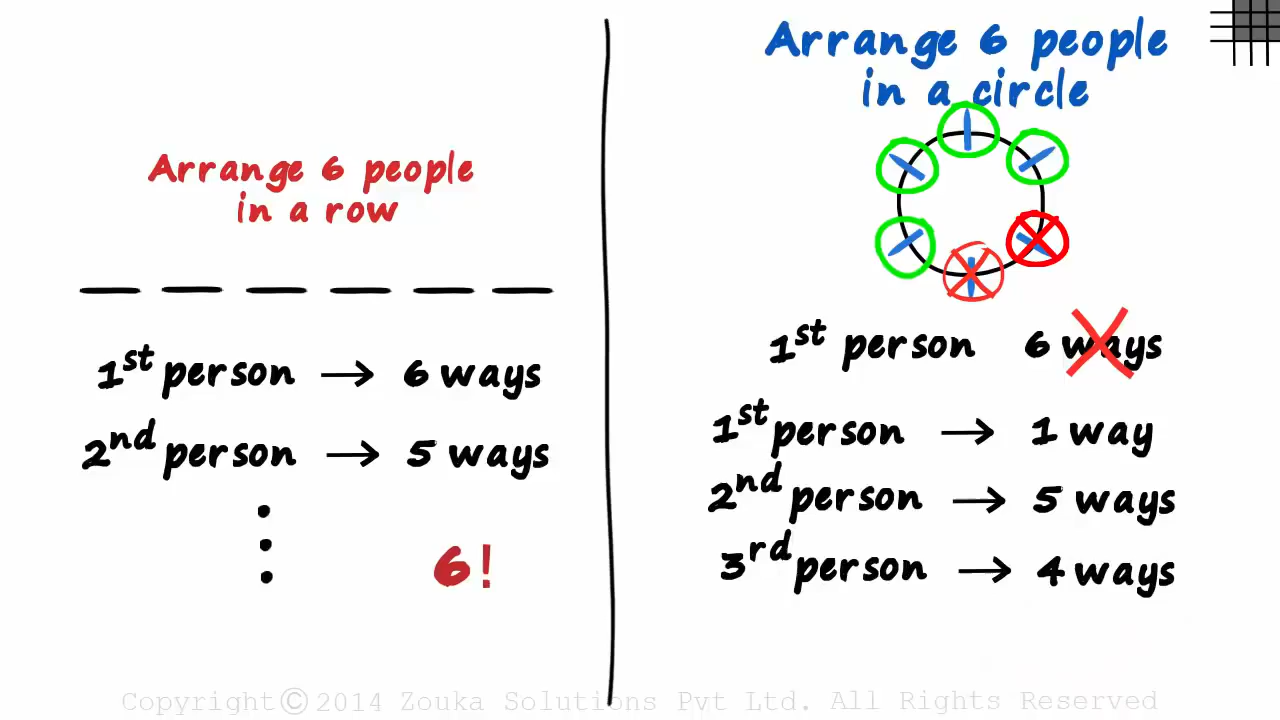 Arrange 6 people
in a row
1st person → 6 ways
2nd person → 5 ways
6!
Arrange 6 people
in a circle
1st person 6 ways
1st person → 1 way
2nd person → 5 ways
3rd person → 4 ways
Copyright© 2014 Zouka Solutions Pvt Ltd. All Rights Reserved